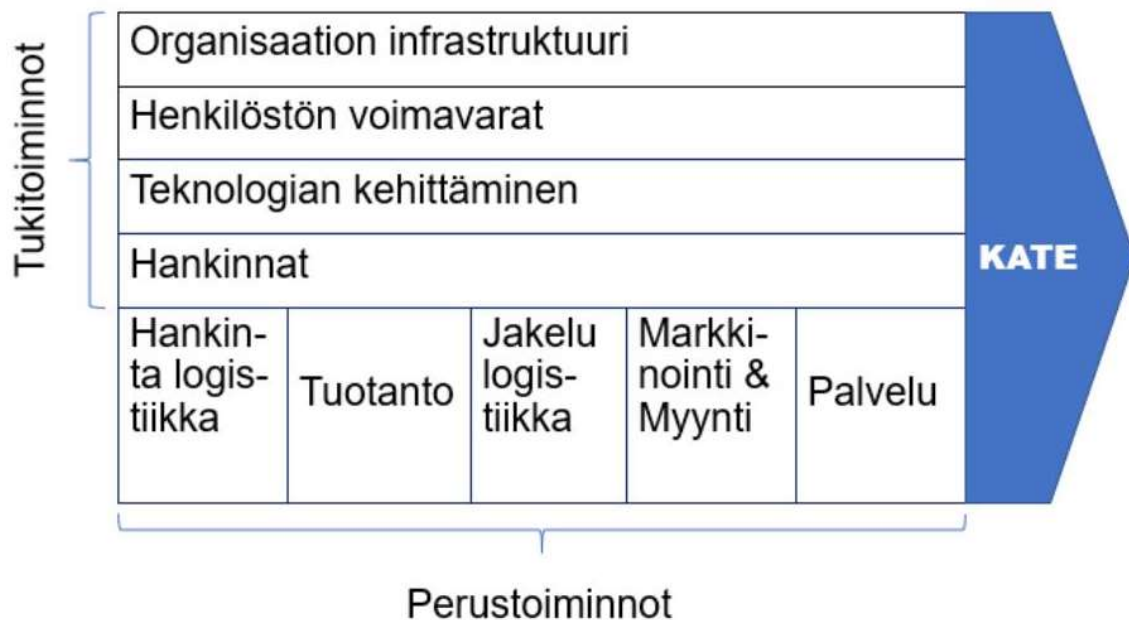 Tukitoiminnot
Organisaation infrastruktuuri
Henkilöstön voimavarat
Teknologian kehittäminen
Hankinnat
Hankin-
ta logis-
tiikka
Tuotanto
Jakelu
logis-
tiikka
Markki-
nointi &
Myynti
Palvelu
KATE
Perustoiminnot